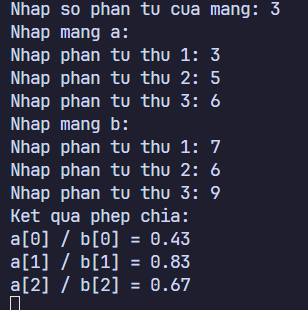 Nhap so phan tu cua mang: 3
Nhap mang a:
Nhap phan tu thu 1: 3
Nhap phan tu thu 2: 5
Nhap phan tu thu 3: 6
Nhap mang b:
Nhap phan tu thu 1: 7
Nhap phan tu thu 2: 6
Nhap phan tu thu 3: 9
Ket qua phep chia:
a[0] / b[0] = 0.43
a[1] / b[1] = 0.83
a[2] / b[2] = 0.67